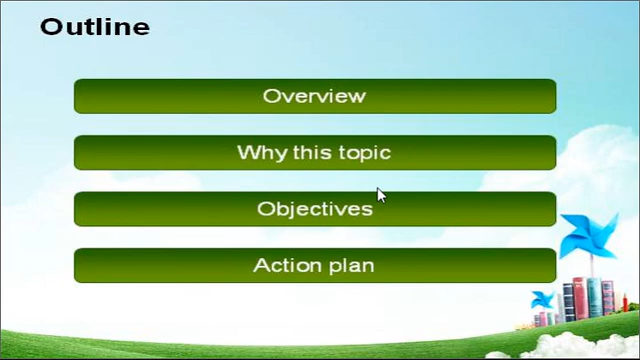 Outline
Overview
Why this topic
Objectives
Action plan